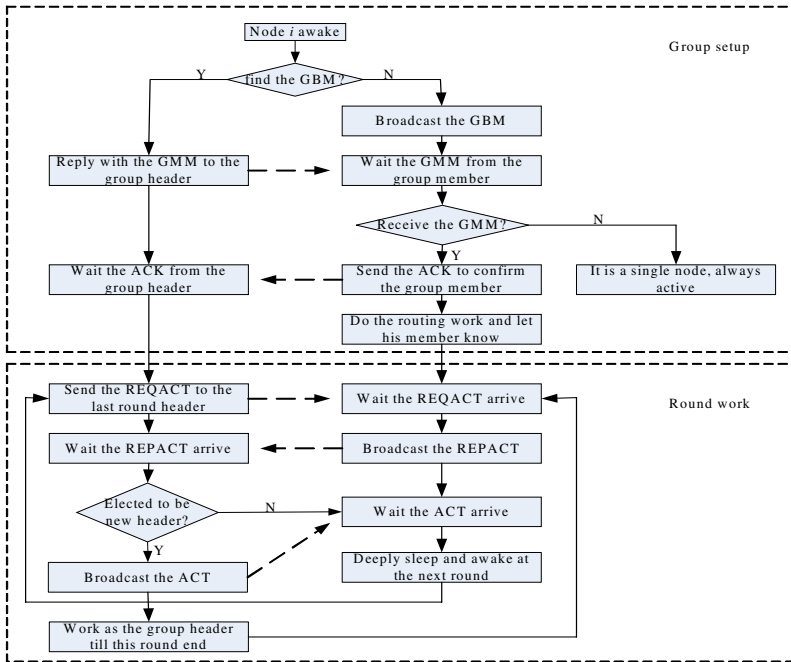 Node i awake
Group setup
find the GBM?
Y
N
Broadcast the GBM
Reply with the GMM to the
group header
Wait the GMM from the
group member
Receive the GMM?
N
Y
Wait the ACK from the
group header
Send the ACK to confirm
the group member
It is a single node, always
active
Do the routing work and let
his member know
Send the REQACT to the
last round header
Wait the REQACT arrive
Round work
Wait the REPACT arrive
Broadcast the REPACT
Elected to be
new header?
N
Wait the ACT arrive
Y
Broadcast the ACT
Deeply sleep and awake at
the next round
Work as the group header
till this round end